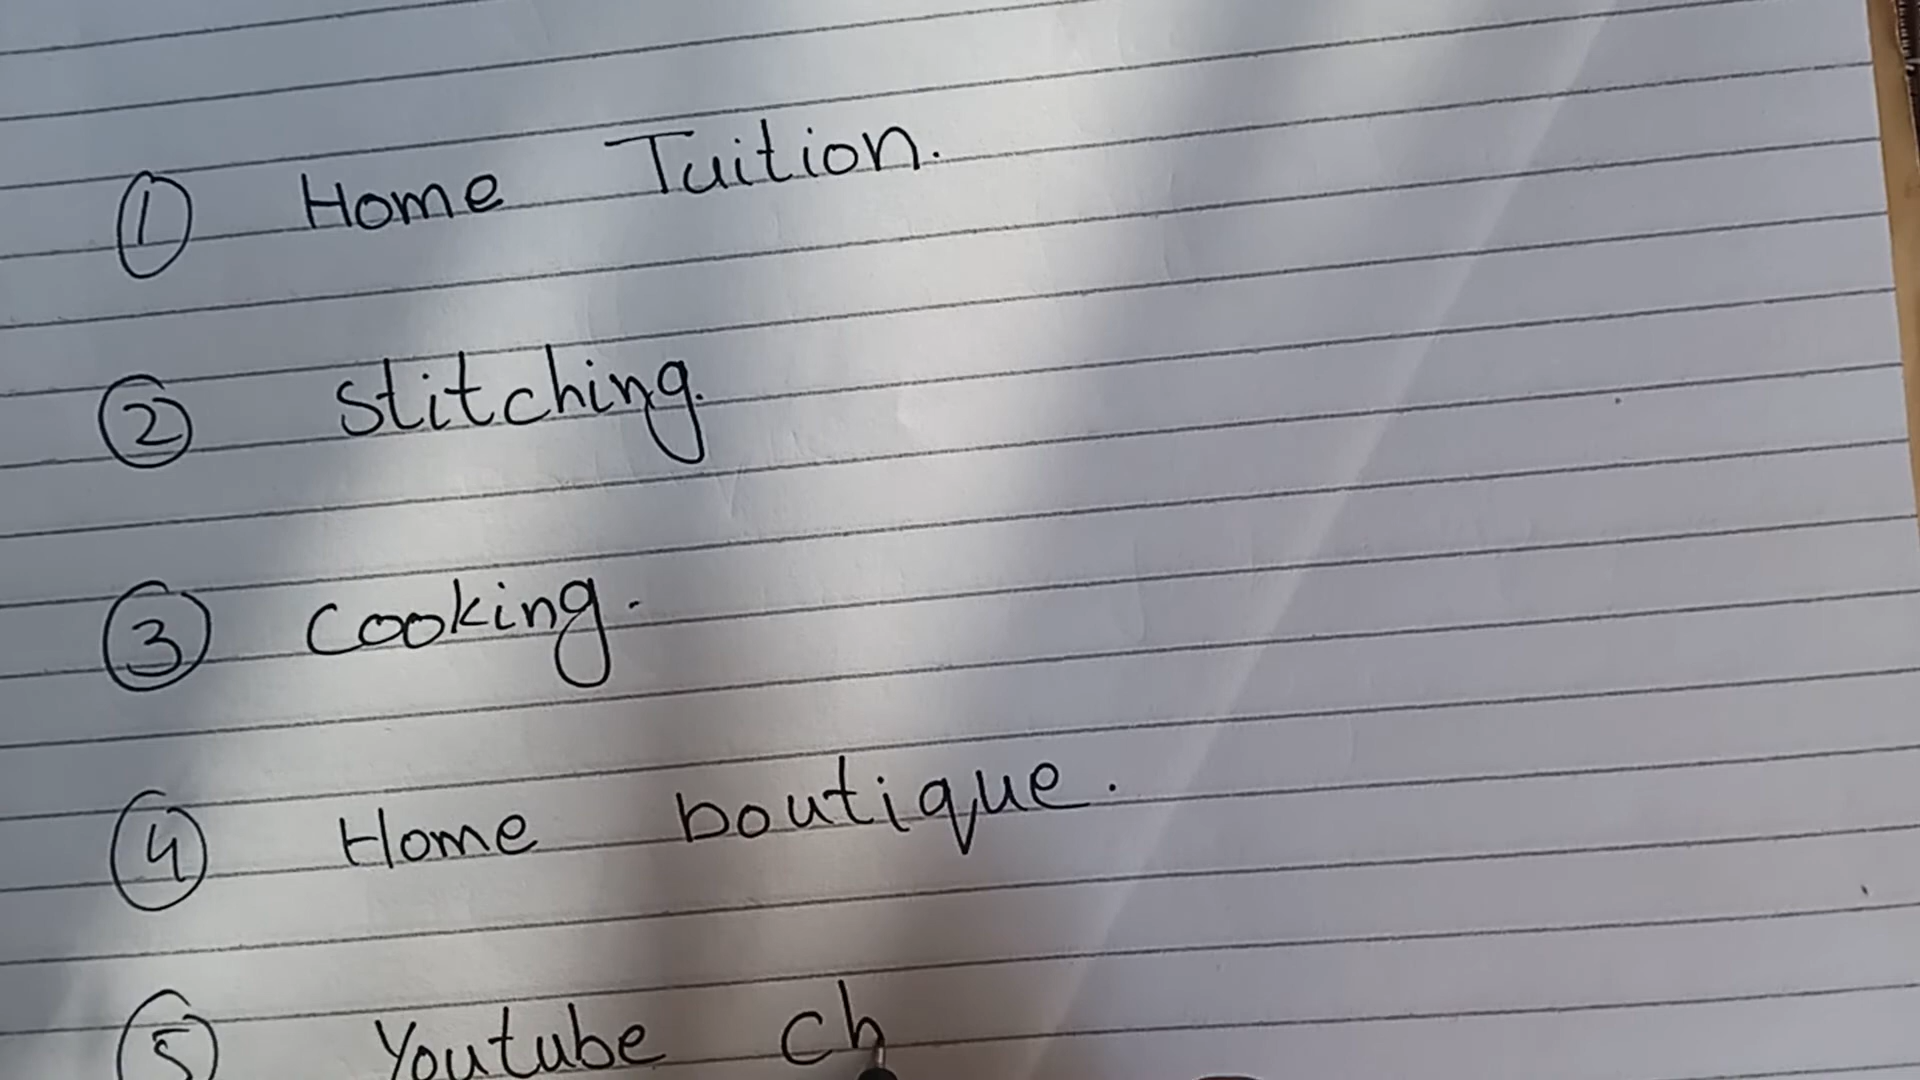 ① Home Tuition.
② Stitching.
③ Cooking.
④ Home boutique.
⑤ Youtube Ch